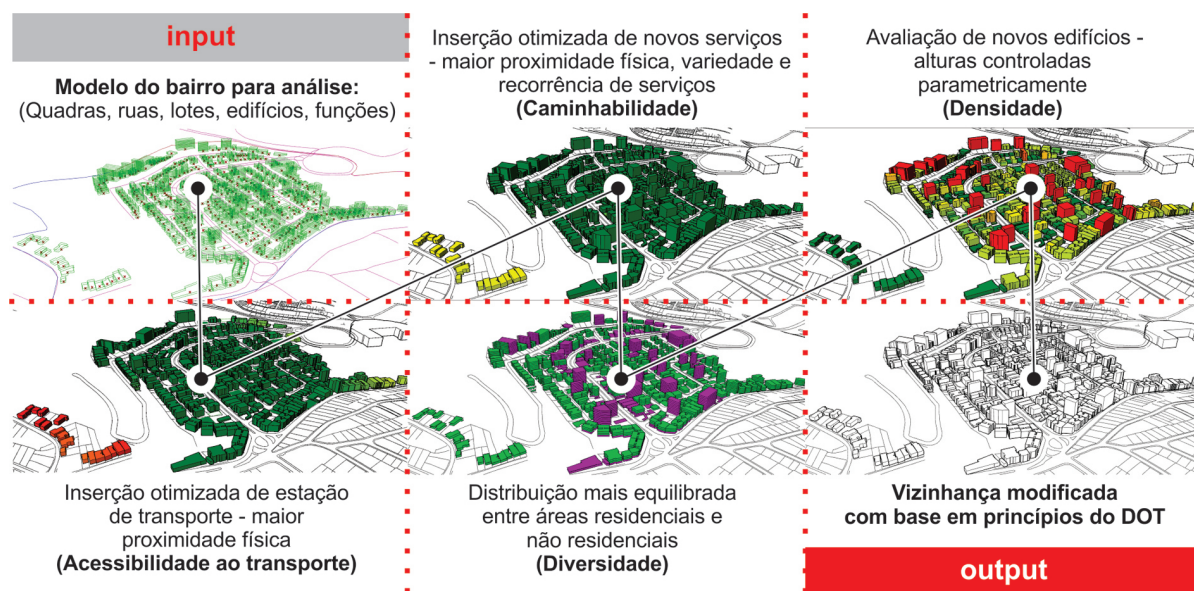 input
Modelo do bairro para análise:
(Quadras, ruas, lotes, edifícios, funções)
Inserção otimizada de estação
de transporte - maior
proximidade física
(Acessibilidade ao transporte)
Inserção otimizada de novos serviços
- maior proximidade física, variedade e
recorrência de serviços
(Caminhabilidade)
Distribuição mais equilibrada
entre áreas residenciais e
não residenciais
(Diversidade)
Avaliação de novos edifícios -
alturas controladas
parametricamente
(Densidade)
Vizinhança modificada
com base em princípios do DOT
output